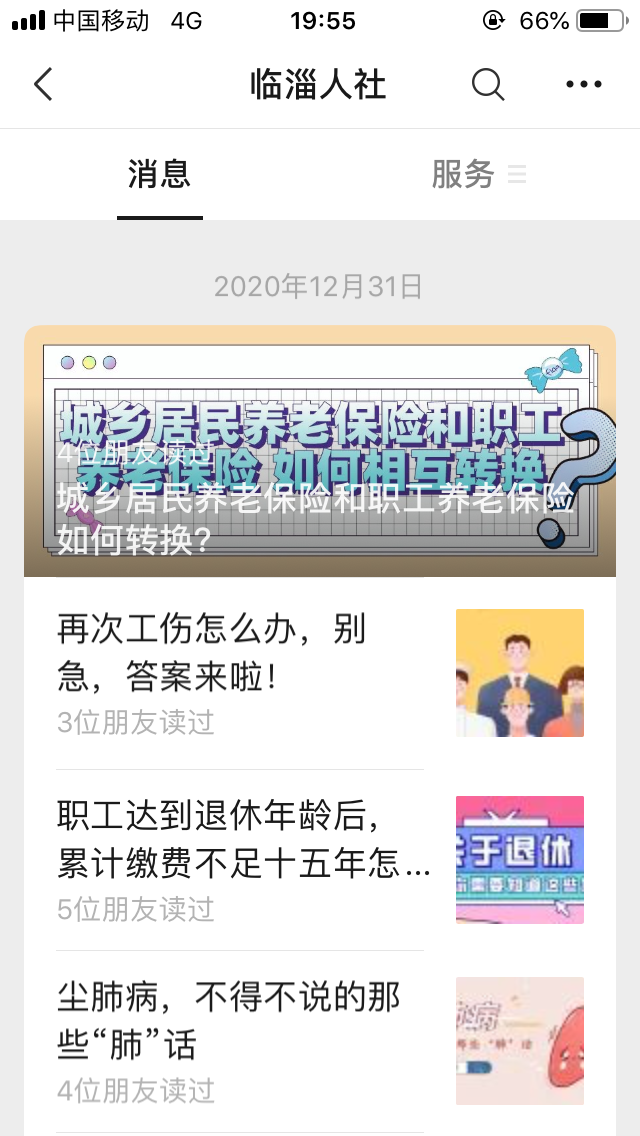 中国移动 4G 19:55 66%
临淄人社
消息 服务
2020年12月31日
城乡居民养老保险和职工
养老保险 如何相互转换
4位朋友读过
城乡居民养老保险和职工养老保险
如何转换?
再次工伤怎么办，别
急，答案来啦！
3位朋友读过
职工达到退休年龄后，
累计缴费不足十五年怎…
于退休
需要知道这些
5位朋友读过
尘肺病，不得不说的那
些“肺”话
4位朋友读过